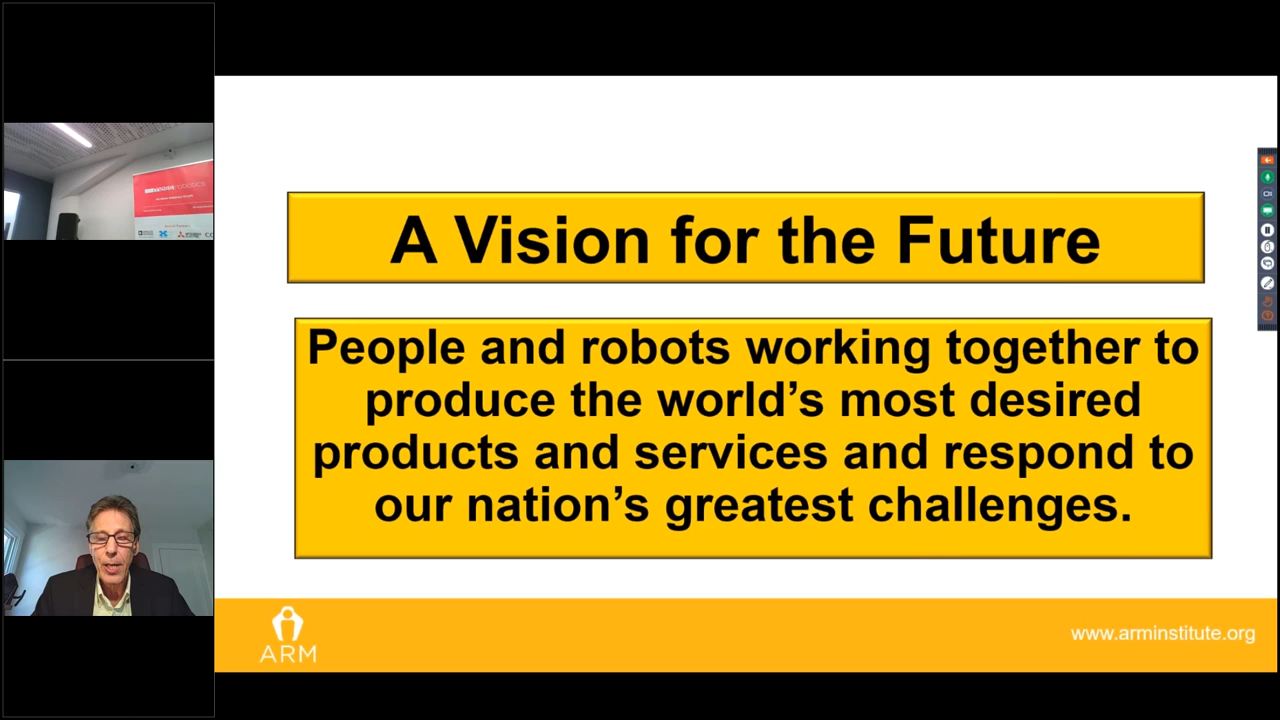 A Vision for the Future
People and robots working together to
produce the world’s most desired
products and services and respond to
our nation’s greatest challenges.
ARM
www.arminstitute.org